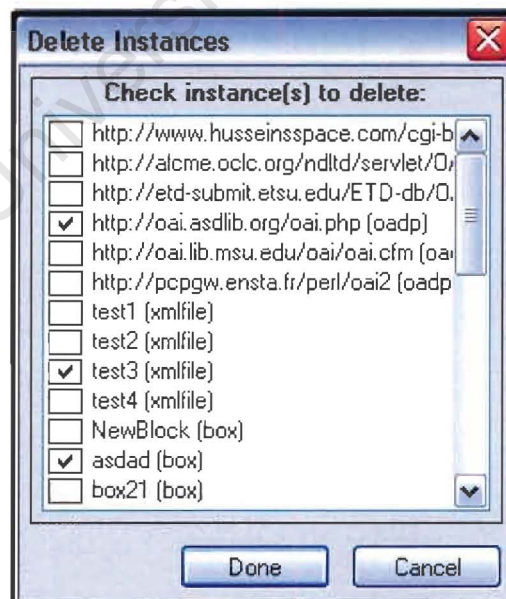 Delete Instances
Check instance(s) to delete:
http://www.husseinsspace.com/cgi-b
http://alcme.oclc.org/ndltd/servlet/O/
http://etd-submit.etsu.edu/ETD-db/O.
http://oai.asdlib.org/oai.php (oadp)
http://oai.lib.msu.edu/oai/oai.cfm (oa
http://pcpgw.ensta.fr/perl/oai2 (oadp
test1 (xmlfile)
test2 (xmlfile)
test3 (xmlfile)
test4 (xmlfile)
NewBlock (box)
asdad (box)
box21 (box)
Done
Cancel